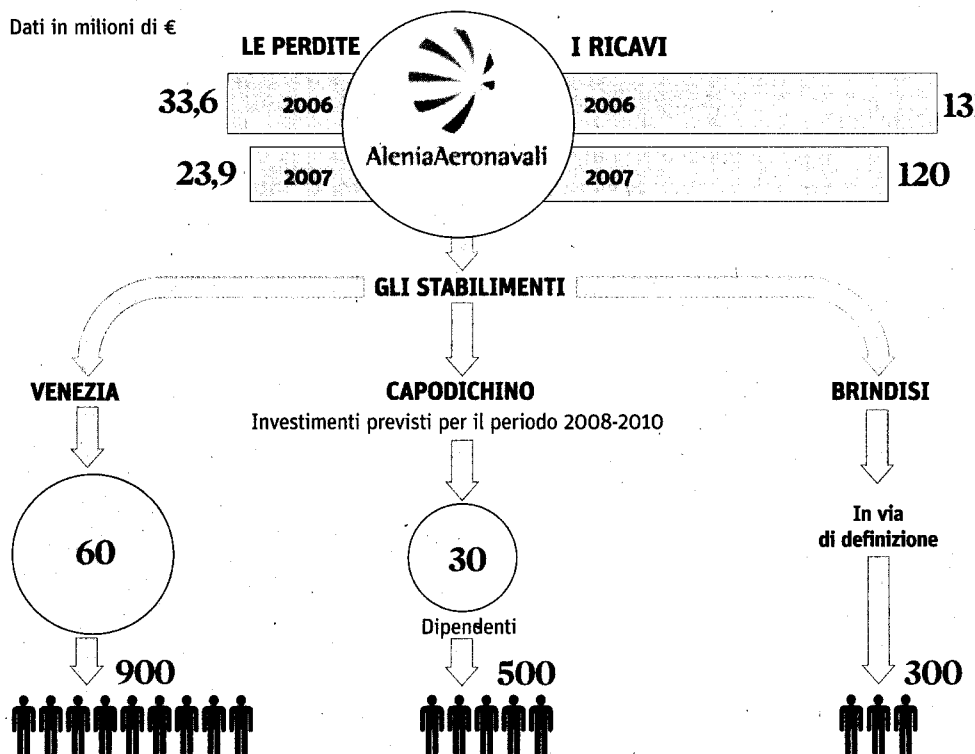 Dati in milioni di €
LE PERDITE
I RICAVI
33,6
2006
2006
13
AleniaAeronavali
23,9
2007
2007
120
GLI STABILIMENTI
VENEZIA
CAPODICHINO
BRINDISI
Investimenti previsti per il periodo 2008-2010
60
30
In via
di definizione
Dipendenti
900
500
300